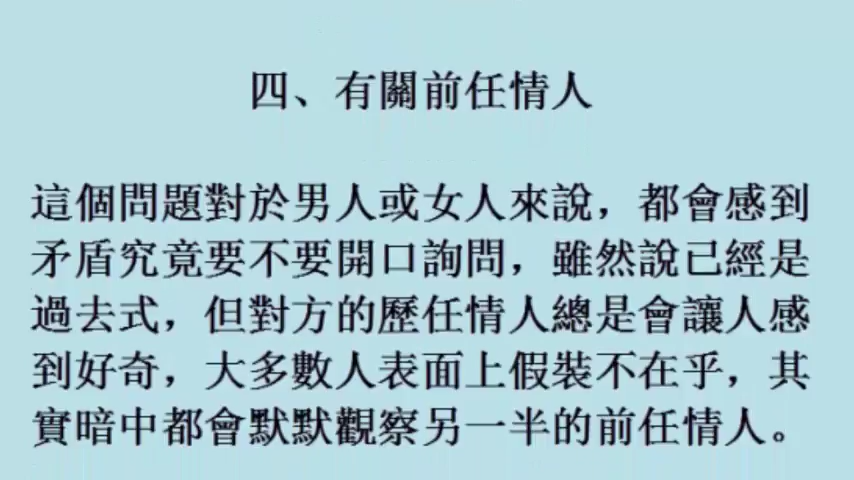 四、有關前任情人
這個問題對於男人或女人來說，都會感到
矛盾究竟要不要開口詢問，雖然說已經是
過去式，但對方的歷任情人總是會讓人感
到好奇，大多數人表面上假裝不在乎，其
實暗中都會默默觀察另一半的前任情人。